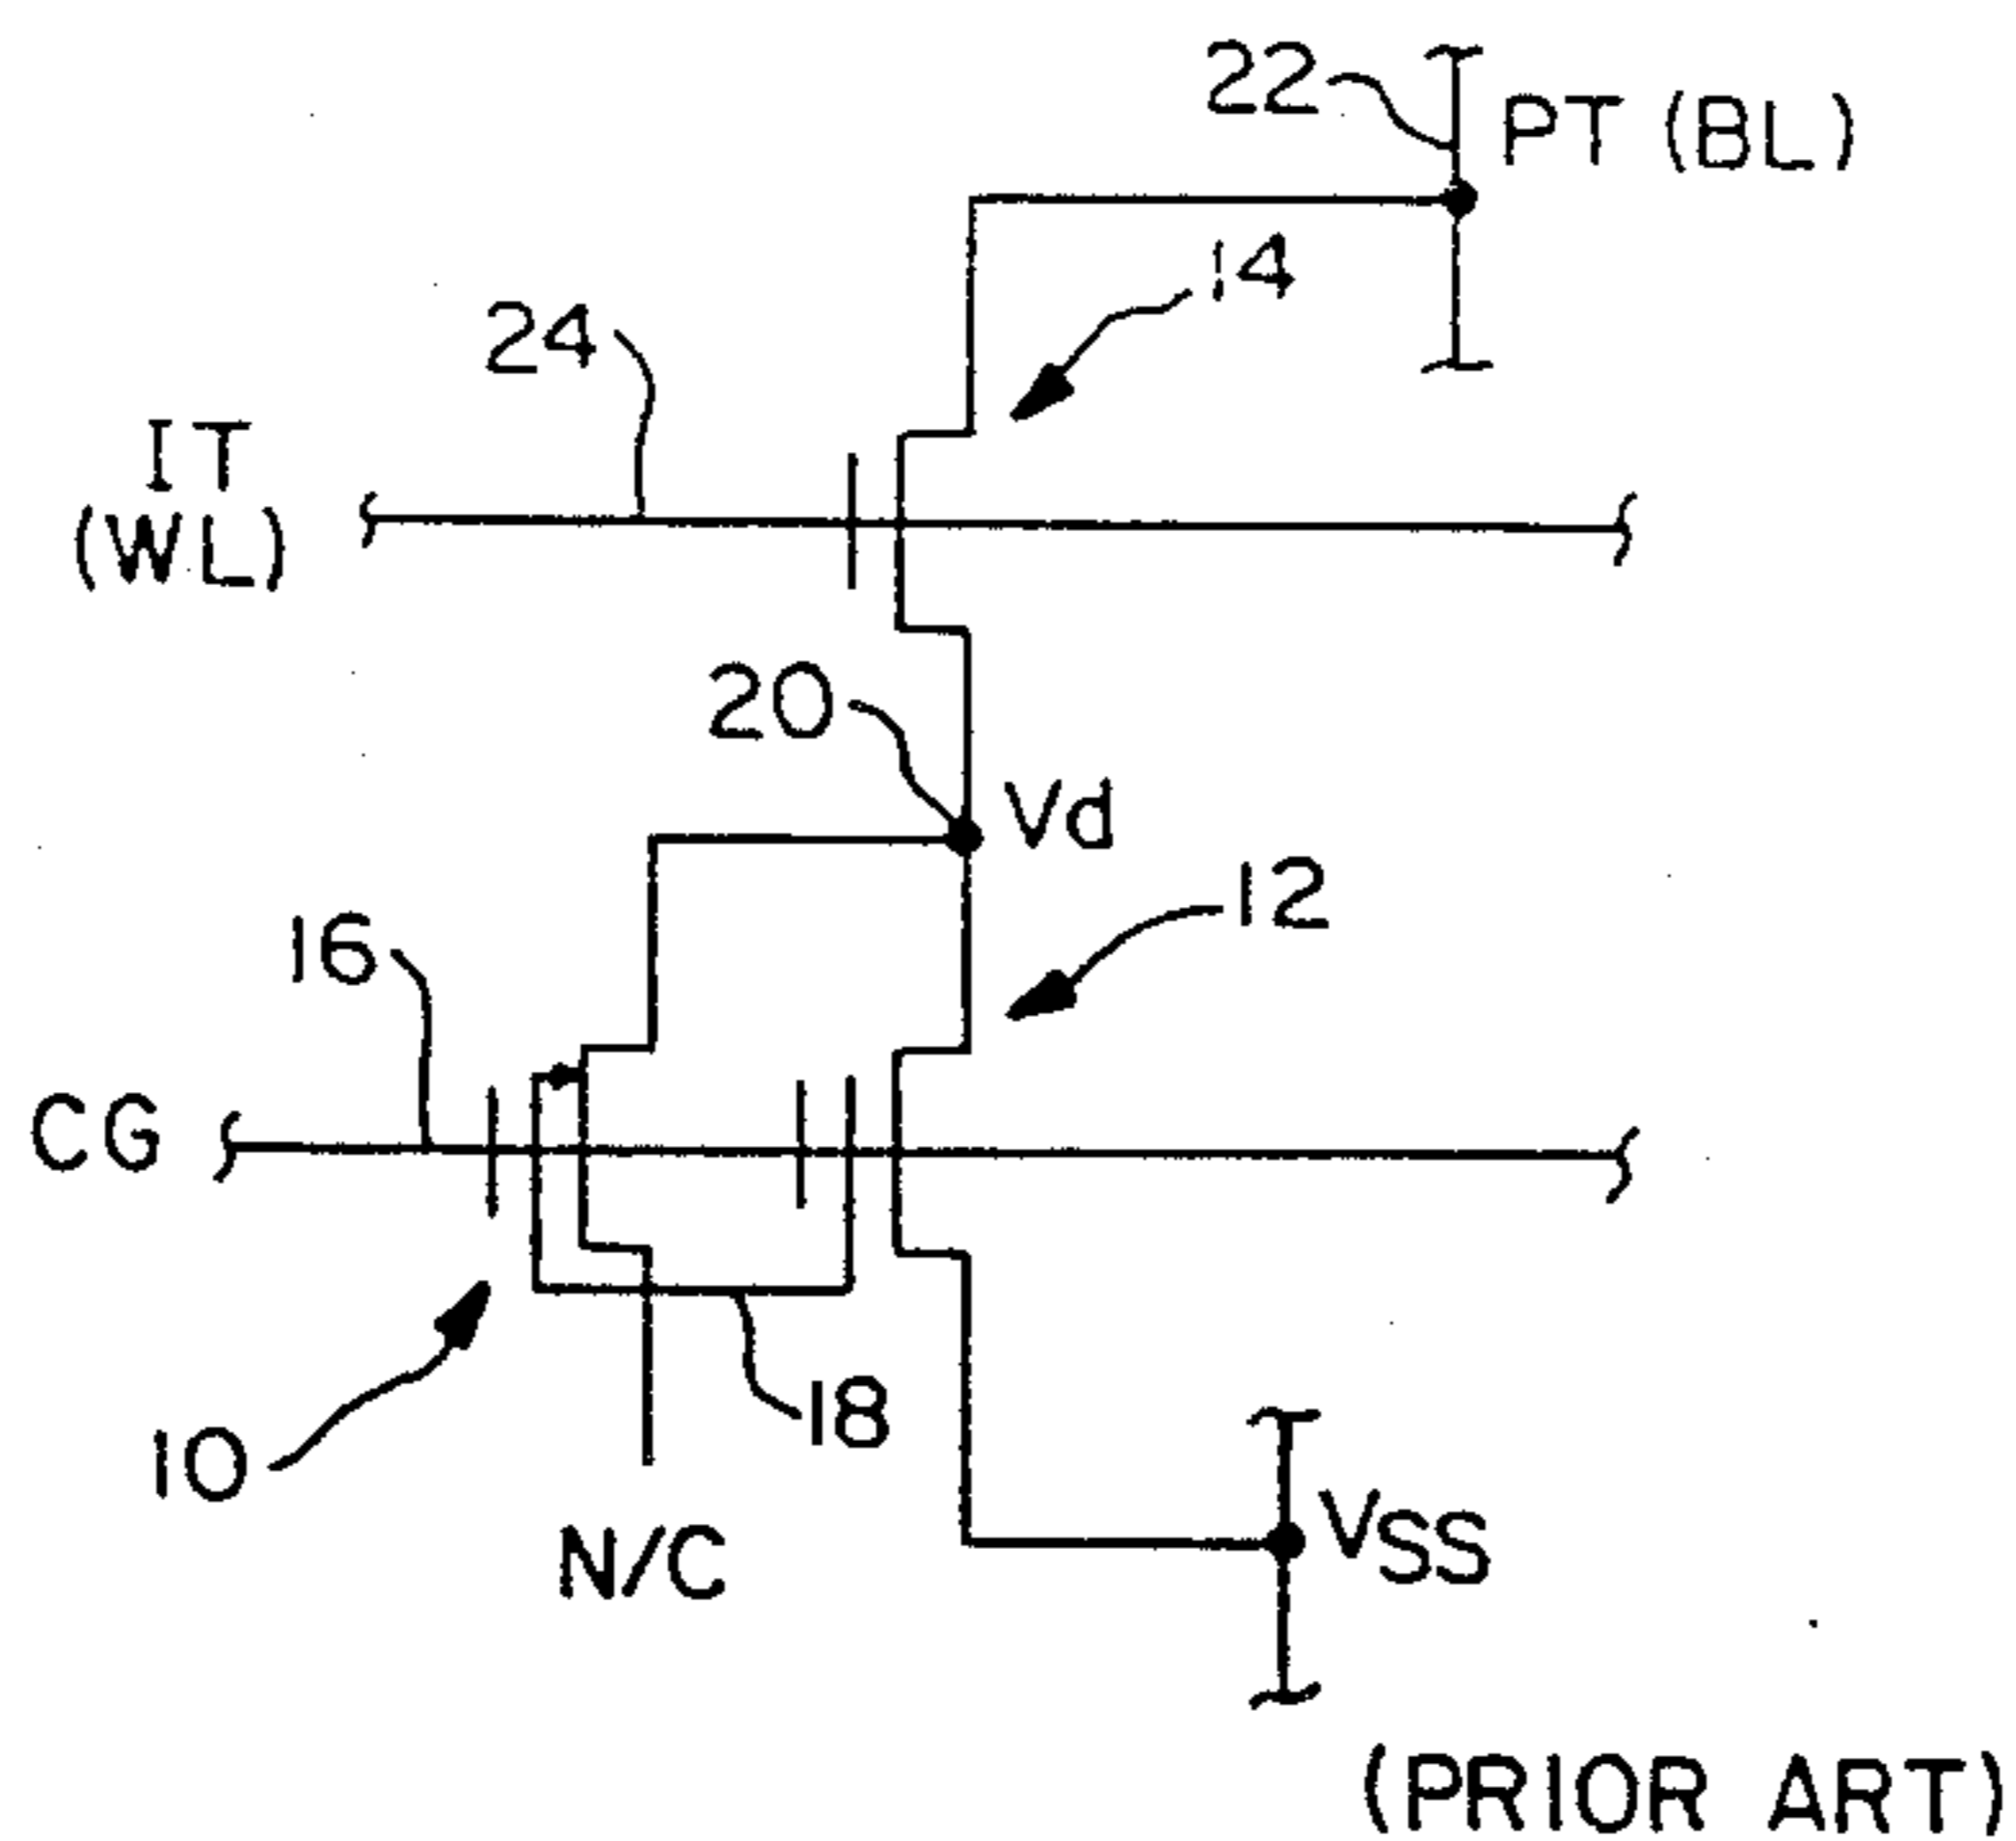 22
PT (BL)
14
24
IT
(WL)
20
Vd
12
16
CG
18
10
N/C
VSS
(PRIOR ART)